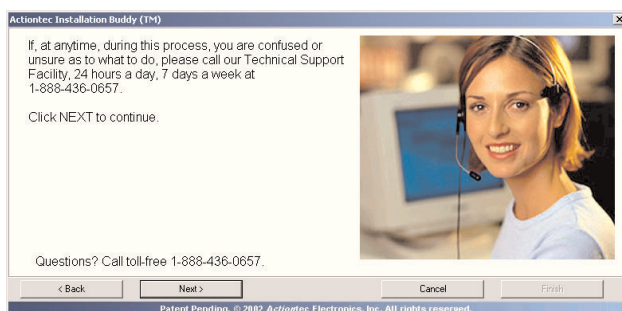 Actiontec Installation Buddy (TM)
If, at anytime, during this process, you are confused or
unsure as to what to do, please call our Technical Support
Facility, 24 hours a day, 7 days a week at
1-888-436-0657.
Click NEXT to continue.
Questions? Call toll-free 1-888-436-0657.
< Back
Next >
Cancel
Finish
Patent Pending. © 2002 Actiontec Electronics, Inc. All rights reserved.